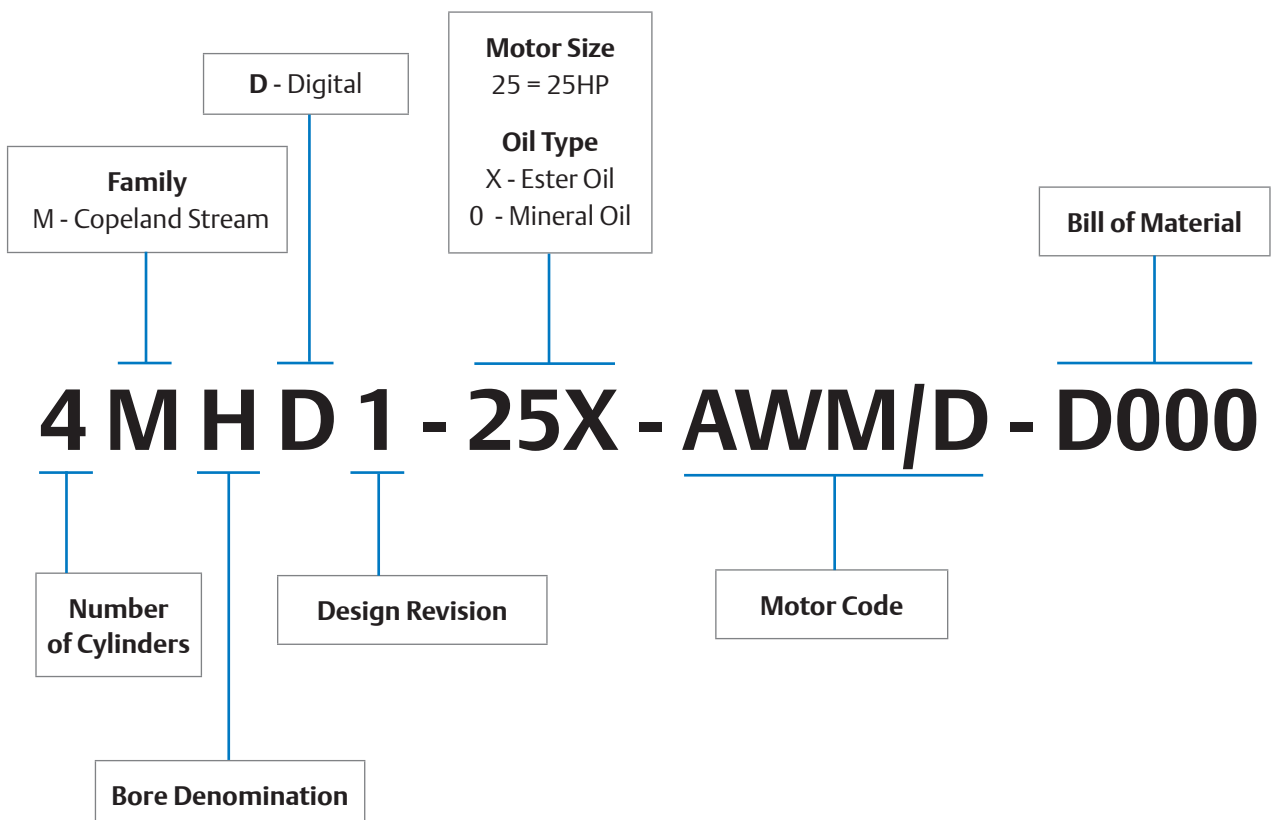 Motor Size
25 = 25HP
Oil Type
X - Ester Oil
0 - Mineral Oil
D - Digital
Family
M - Copeland Stream
Bill of Material
4 M H D 1 - 25X - AWM/D - D000
Number
of Cylinders
Design Revision
Motor Code
Bore Denomination